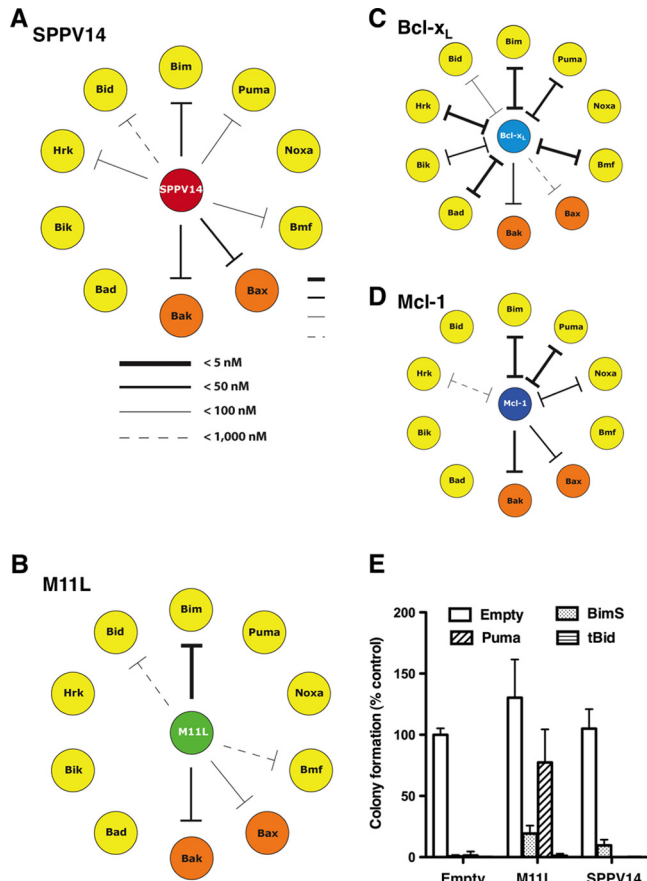 A
SPPV14
Bim
Bid
Puma
Hrk
Noxa
SPPV14
Bik
Bmf
Bad
Bax
Bak
< 5 nM
< 50 nM
< 100 nM
< 1,000 nM
B
M11L
Bim
Bid
Puma
Hrk
Noxa
M11L
Bik
Bmf
Bad
Bax
Bak
C
Bcl-xL
Bim
Bid
Puma
Hrk
Noxa
Bcl-xL
Bik
Bmf
Bad
Bax
Bak
D
Mcl-1
Bim
Bid
Puma
Hrk
Noxa
Mcl-1
Bik
Bmf
Bad
Bax
Bak
E
Colony formation (% control)
200
150
100
50
0
Empty
BimS
Puma
tBid
Empty
M11L
SPPV14